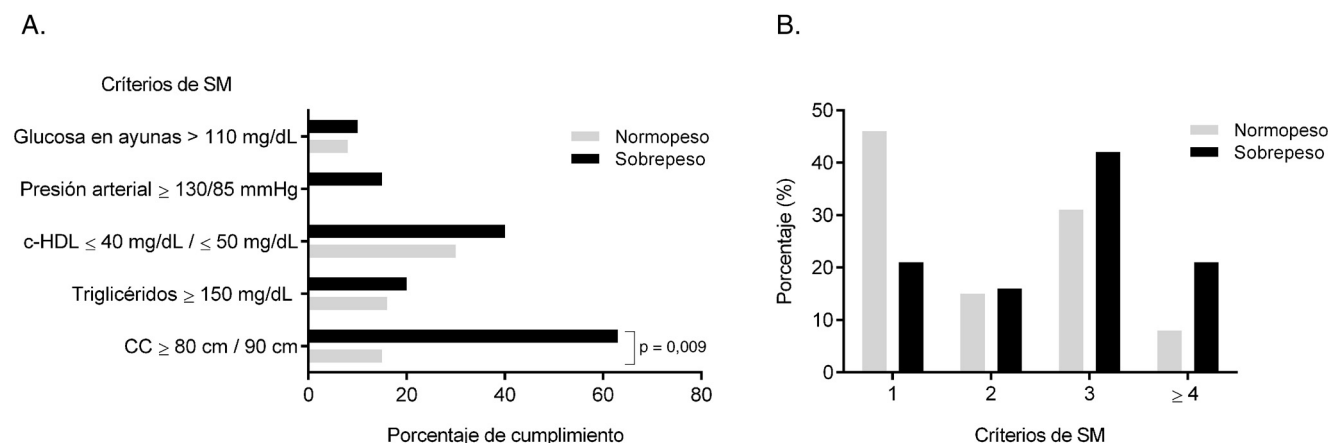 A.
Críterios de SM
Glucosa en ayunas > 110 mg/dL
Presión arterial ≥ 130/85 mmHg
c-HDL ≤ 40 mg/dL / ≤ 50 mg/dL
Triglicéridos ≥ 150 mg/dL
CC ≥ 80 cm / 90 cm
Normopeso
Sobrepeso
p = 0,009
0 20 40 60 80
Porcentaje de cumplimiento
B.
Porcentaje (%)
50
40
30
20
10
0
Normopeso
Sobrepeso
1 2 3 ≥ 4
Críterios de SM